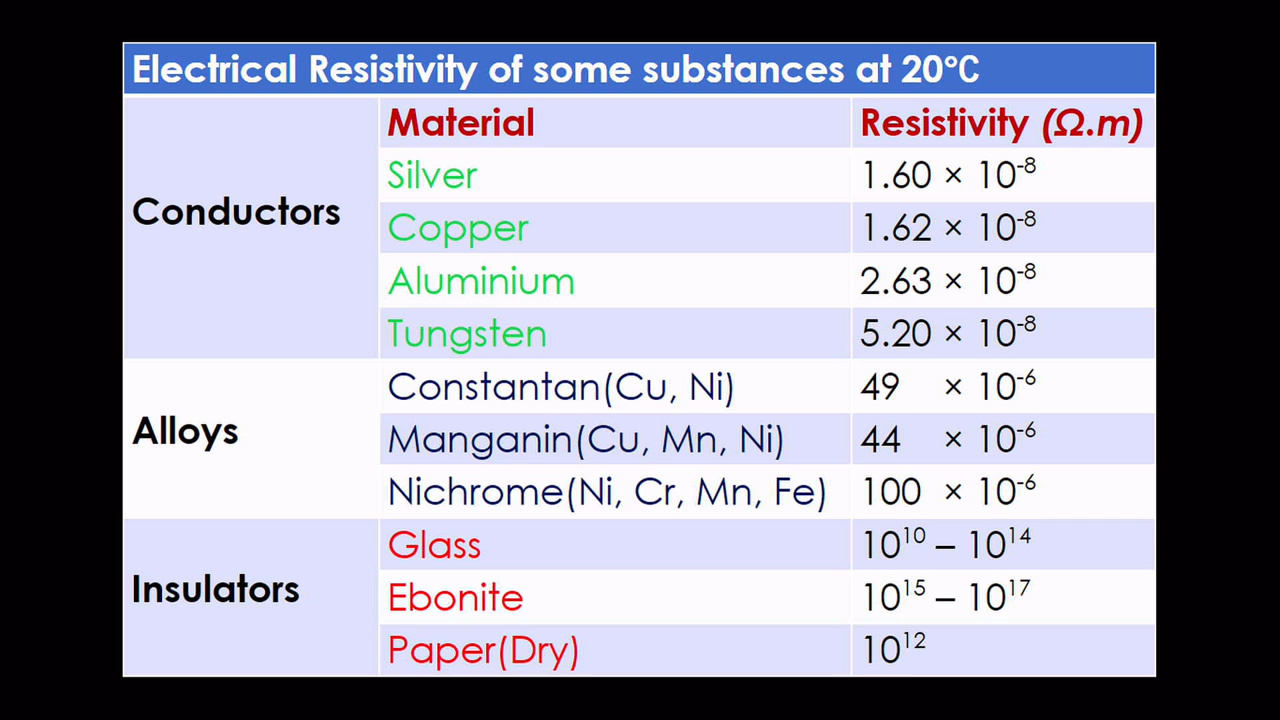 Electrical Resistivity of some substances at 20°C
Material Resistivity (Ω.m)
Conductors
Silver 1.60 × 10⁻⁸
Copper 1.62 × 10⁻⁸
Aluminium 2.63 × 10⁻⁸
Tungsten 5.20 × 10⁻⁸
Alloys
Constantan(Cu, Ni) 49 × 10⁻⁶
Manganin(Cu, Mn, Ni) 44 × 10⁻⁶
Nichrome(Ni, Cr, Mn, Fe) 100 × 10⁻⁶
Insulators
Glass 10¹⁰ – 10¹⁴
Ebonite 10¹⁵ – 10¹⁷
Paper(Dry) 10¹²